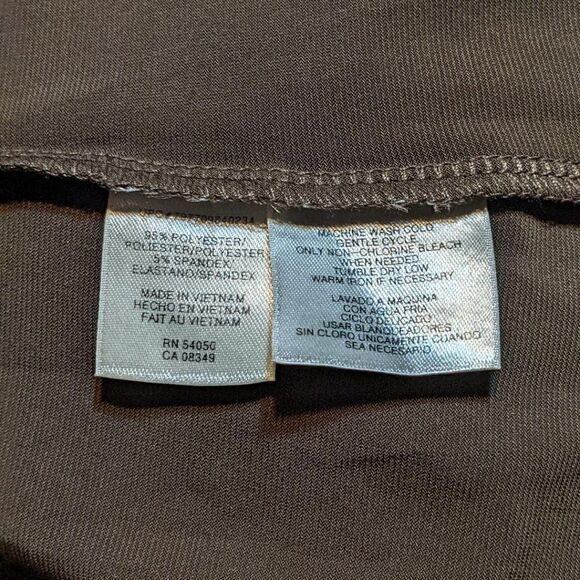 95% POLYESTER/
POLIESTER/POLYESTER
5% SPANDEX/
ELASTANO/SPANDEX
MADE IN VIETNAM
HECHO EN VIETNAM
FAIT AU VIETNAM
RN 54050
CA 08349
MACHINE WASH COLD
GENTLE CYCLE
ONLY NON-CHLORINE BLEACH
WHEN NEEDED
TUMBLE DRY LOW
WARM IRON IF NECESSARY
LAVADO A MAQUINA
CON AGUA FRIA
CICLO DELICADO
USAR BLANQUEADORES
SIN CLORO UNICAMENTE CUANDO
SEA NECESARIO